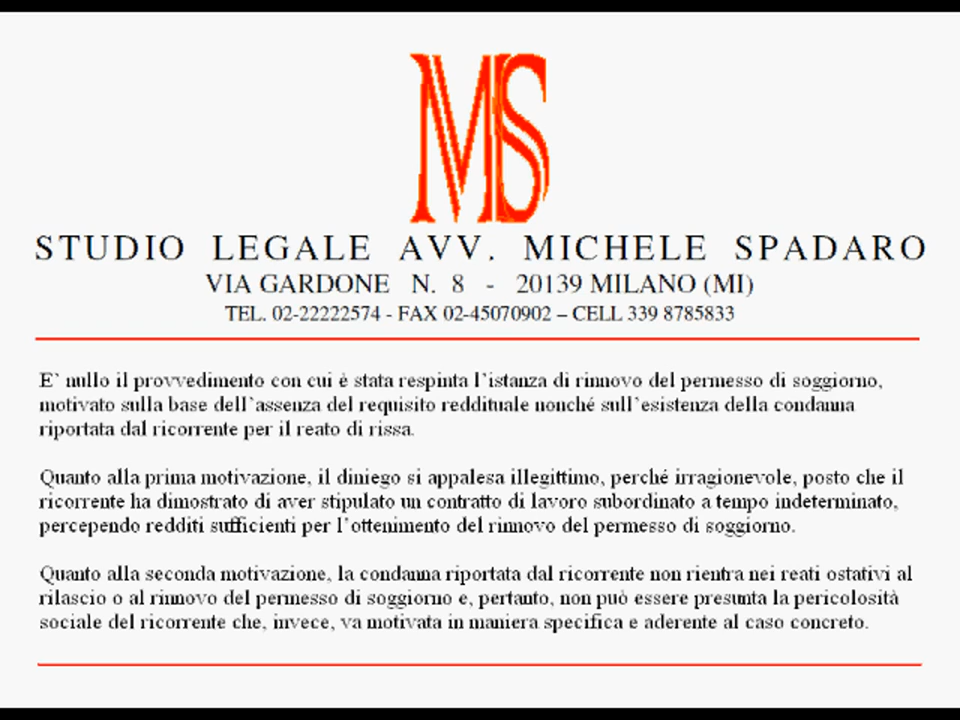 MS
STUDIO LEGALE AVV. MICHELE SPADARO
VIA GARDONE N. 8 - 20139 MILANO (MI)
TEL. 02-22222574 - FAX 02-45070902 – CELL 339 8785833
E` nullo il provvedimento con cui è stata respinta l`istanza di rinnovo del permesso di soggiorno,
motivato sulla base dell`assenza del requisito reddituale nonché sull`esistenza della condanna
riportata dal ricorrente per il reato di rissa.
Quanto alla prima motivazione, il diniego si appalesa illegittimo, perché irragionevole, posto che il
ricorrente ha dimostrato di aver stipulato un contratto di lavoro subordinato a tempo indeterminato,
percependo redditi sufficienti per l`ottenimento del rinnovo del permesso di soggiorno.
Quanto alla seconda motivazione, la condanna riportata dal ricorrente non rientra nei reati ostativi al
rilascio o al rinnovo del permesso di soggiorno e, pertanto, non può essere presunta la pericolosità
sociale del ricorrente che, invece, va motivata in maniera specifica e aderente al caso concreto.